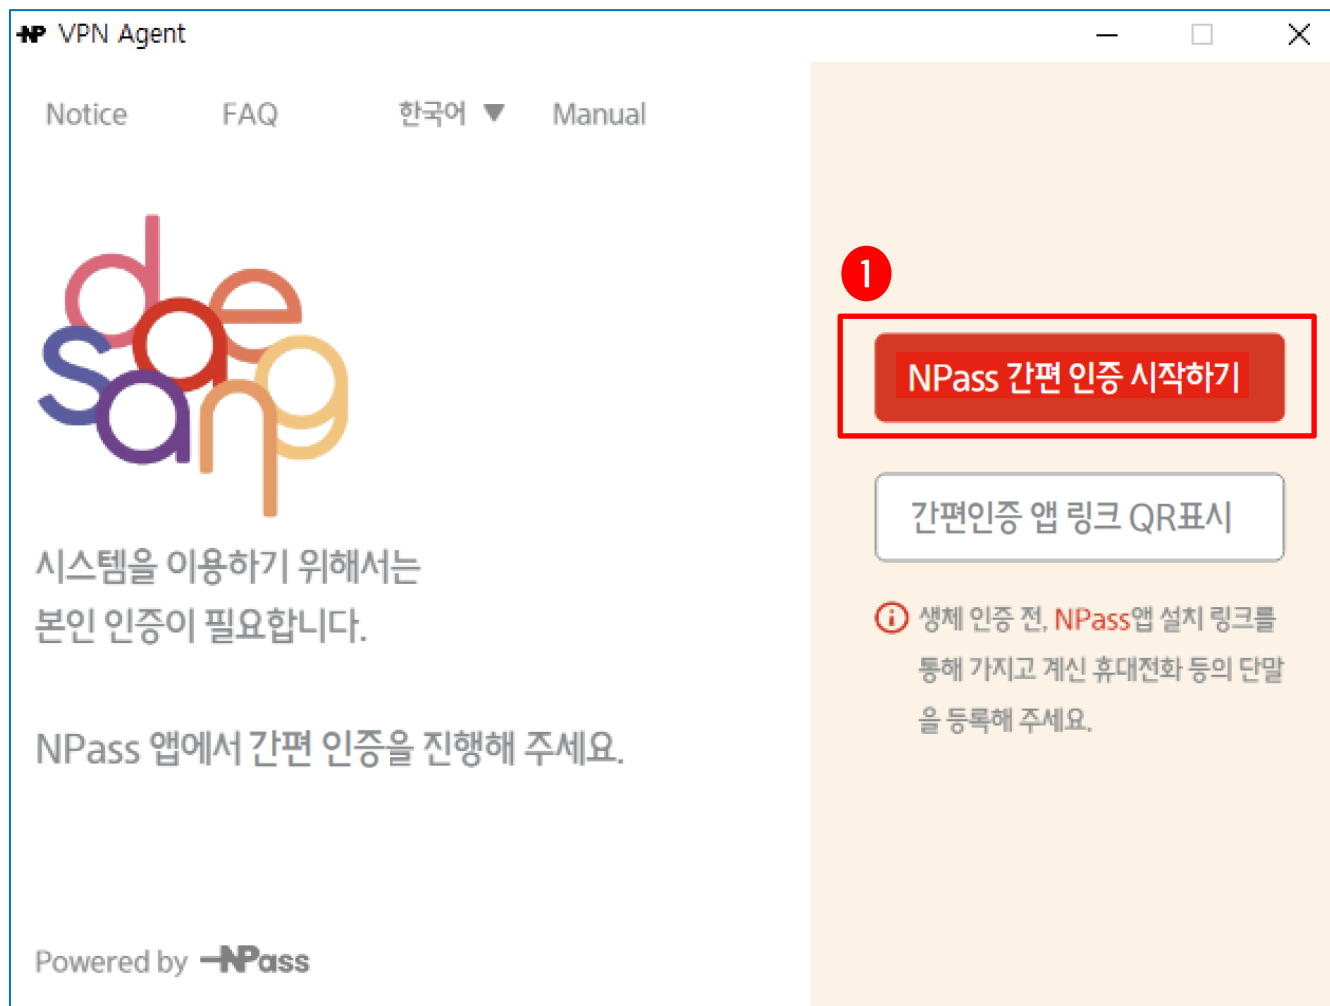 NP VPN Agent
Notice FAQ 한국어 ▼ Manual
daesang
시스템을 이용하기 위해서는
본인 인증이 필요합니다.
NPass 앱에서 간편 인증을 진행해 주세요.
Powered by NPass
1
NPass 간편 인증 시작하기
간편인증 앱 링크 QR표시
생체 인증 전, NPass앱 설치 링크를
통해 가지고 계신 휴대전화 등의 단말
을 등록해 주세요.